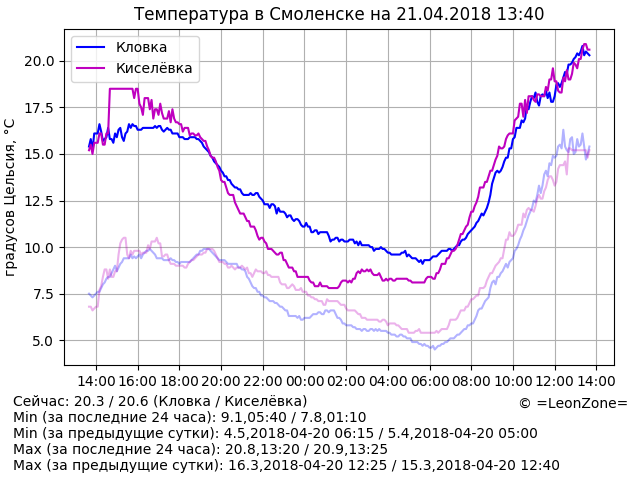 Температура в Смоленске на 21.04.2018 13:40
Кловка
Киселёвка
градусов Цельсия, °C
20.0
17.5
15.0
12.5
10.0
7.5
5.0
14:00 16:00 18:00 20:00 22:00 00:00 02:00 04:00 06:00 08:00 10:00 12:00 14:00
Сейчас: 20.3 / 20.6 (Кловка / Киселёвка)
© =LeonZone=
Min (за последние 24 часа): 9.1,05:40 / 7.8,01:10
Min (за предыдущие сутки): 4.5,2018-04-20 06:15 / 5.4,2018-04-20 05:00
Max (за последние 24 часа): 20.8,13:20 / 20.9,13:25
Max (за предыдущие сутки): 16.3,2018-04-20 12:25 / 15.3,2018-04-20 12:40